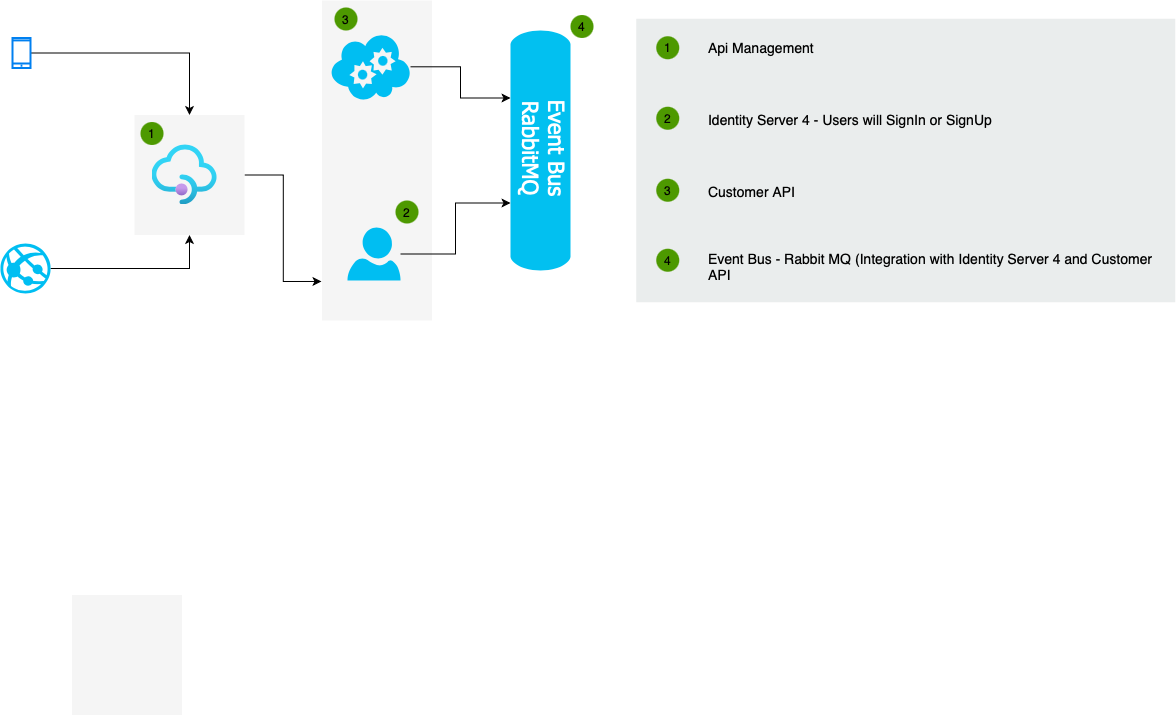 3
4
1
2
Event Bus
RabbitMQ
1 Api Management
2 Identity Server 4 - Users will SignIn or SignUp
3 Customer API
4 Event Bus - Rabbit MQ (Integration with Identity Server 4 and Customer
API